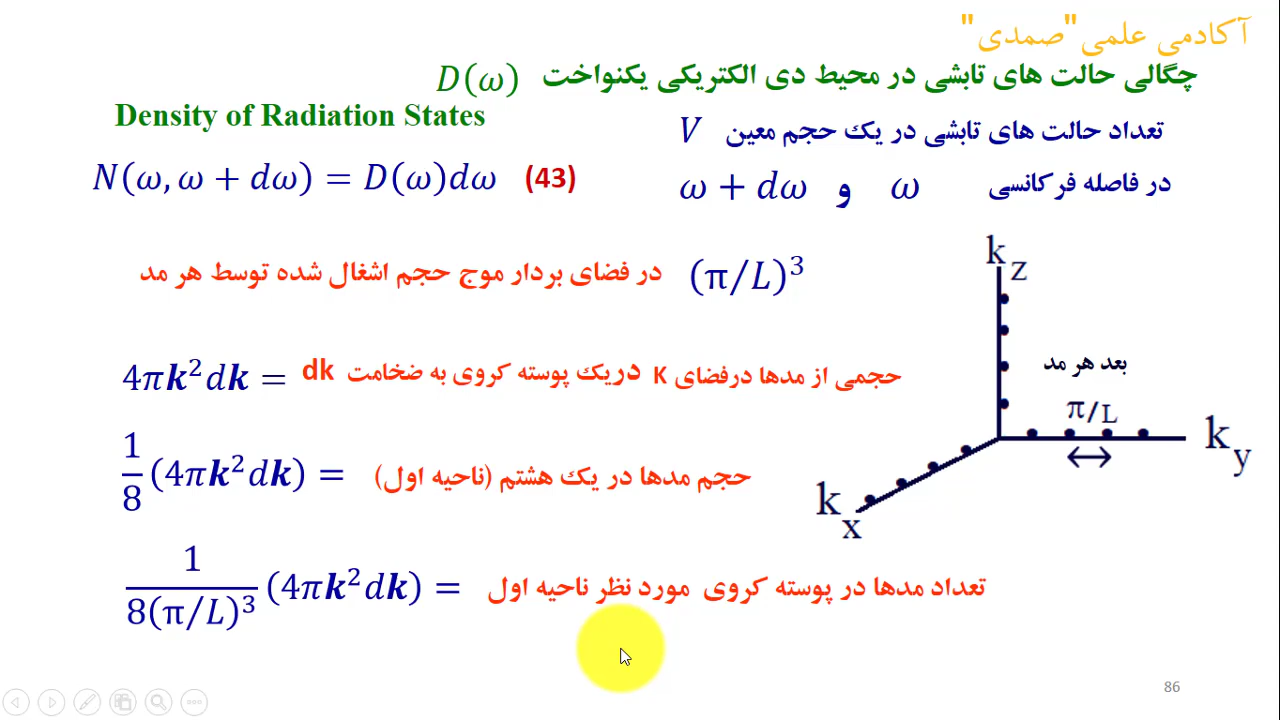 آکادمی علمی"صمدی"
چگالی حالت های تابشی در محیط دی الکتریکی یکنواخت D(ω)
Density of Radiation States
تعداد حالت های تابشی در یک حجم معین V
N(ω, ω + dω) = D(ω)dω (43)
در فاصله فرکانسی ω و ω + dω
(π/L)³ در فضای بردار موج حجم اشغال شده توسط هر مد
حجمی از مدها درفضای K دریک پوسته کروی به ضخامت dk = 4πk²dk
حجم مدها در یک هشتم (ناحیه اول) = 1/8 (4πk²dk)
تعداد مدها در پوسته کروی مورد نظر ناحیه اول = 1/8(π/L)³ (4πk²dk)
k z
بعد هر مد
π/L
k y
k x
86